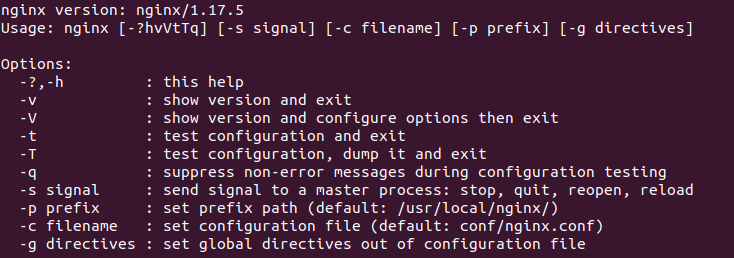 nginx version: nginx/1.17.5
Usage: nginx [-?hvVtTq] [-s signal] [-c filename] [-p prefix] [-g directives]
Options:
-?,-h : this help
-v : show version and exit
-V : show version and configure options then exit
-t : test configuration and exit
-T : test configuration, dump it and exit
-q : suppress non-error messages during configuration testing
-s signal : send signal to a master process: stop, quit, reopen, reload
-p prefix : set prefix path (default: /usr/local/nginx/)
-c filename : set configuration file (default: conf/nginx.conf)
-g directives : set global directives out of configuration file